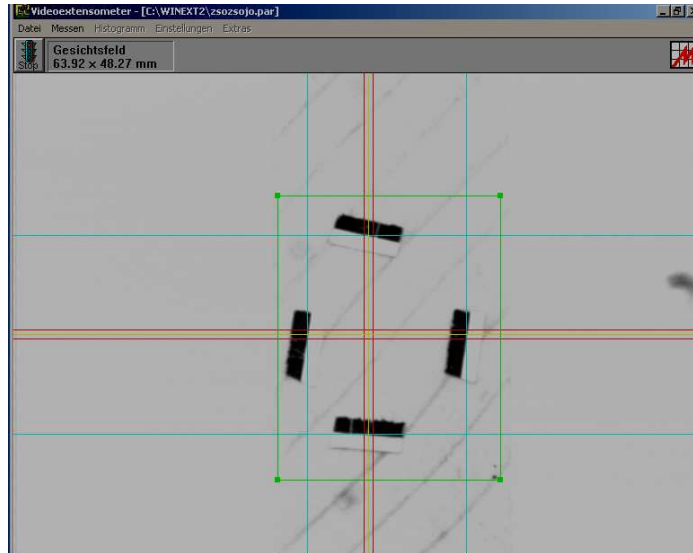 Videoextensometer - [C:\WINEXT2\zsozsojo.par]
Datei Messen Histogramm Einstellungen Extras
Stop
Gesichtsfeld
63.92 × 48.27 mm